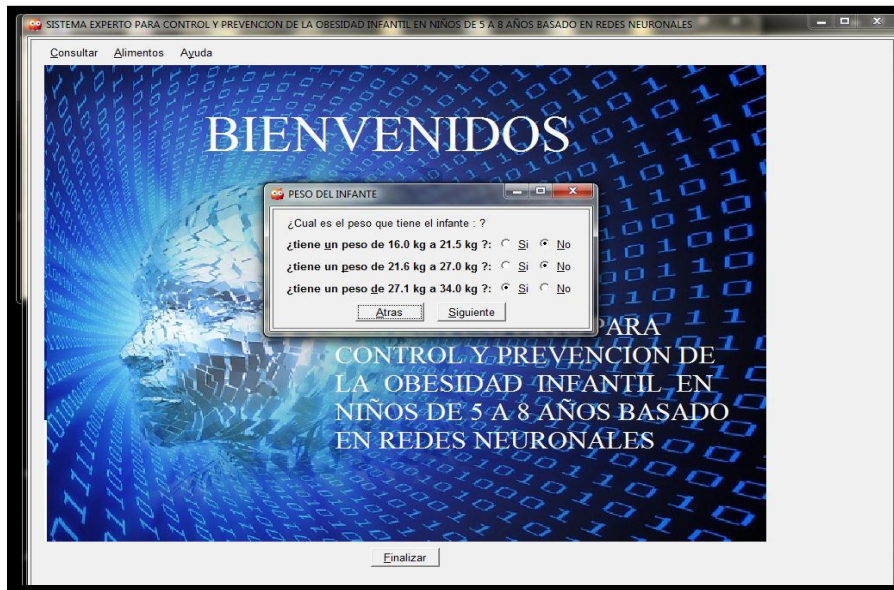 SISTEMA EXPERTO PARA CONTROL Y PREVENCION DE LA OBESIDAD INFANTIL EN NIÑOS DE 5 A 8 AÑOS BASADO EN REDES NEURONALES
Consultar Alimentos Ayuda
BIENVENIDOS
PESO DEL INFANTE
¿Cual es el peso que tiene el infante : ?
¿tiene un peso de 16.0 kg a 21.5 kg ?: Si No
¿tiene un peso de 21.6 kg a 27.0 kg ?: Si No
¿tiene un peso de 27.1 kg a 34.0 kg ?: Si No
Atras Siguiente
PARA
CONTROL Y PREVENCION DE
LA OBESIDAD INFANTIL EN
NIÑOS DE 5 A 8 AÑOS BASADO
EN REDES NEURONALES
Finalizar